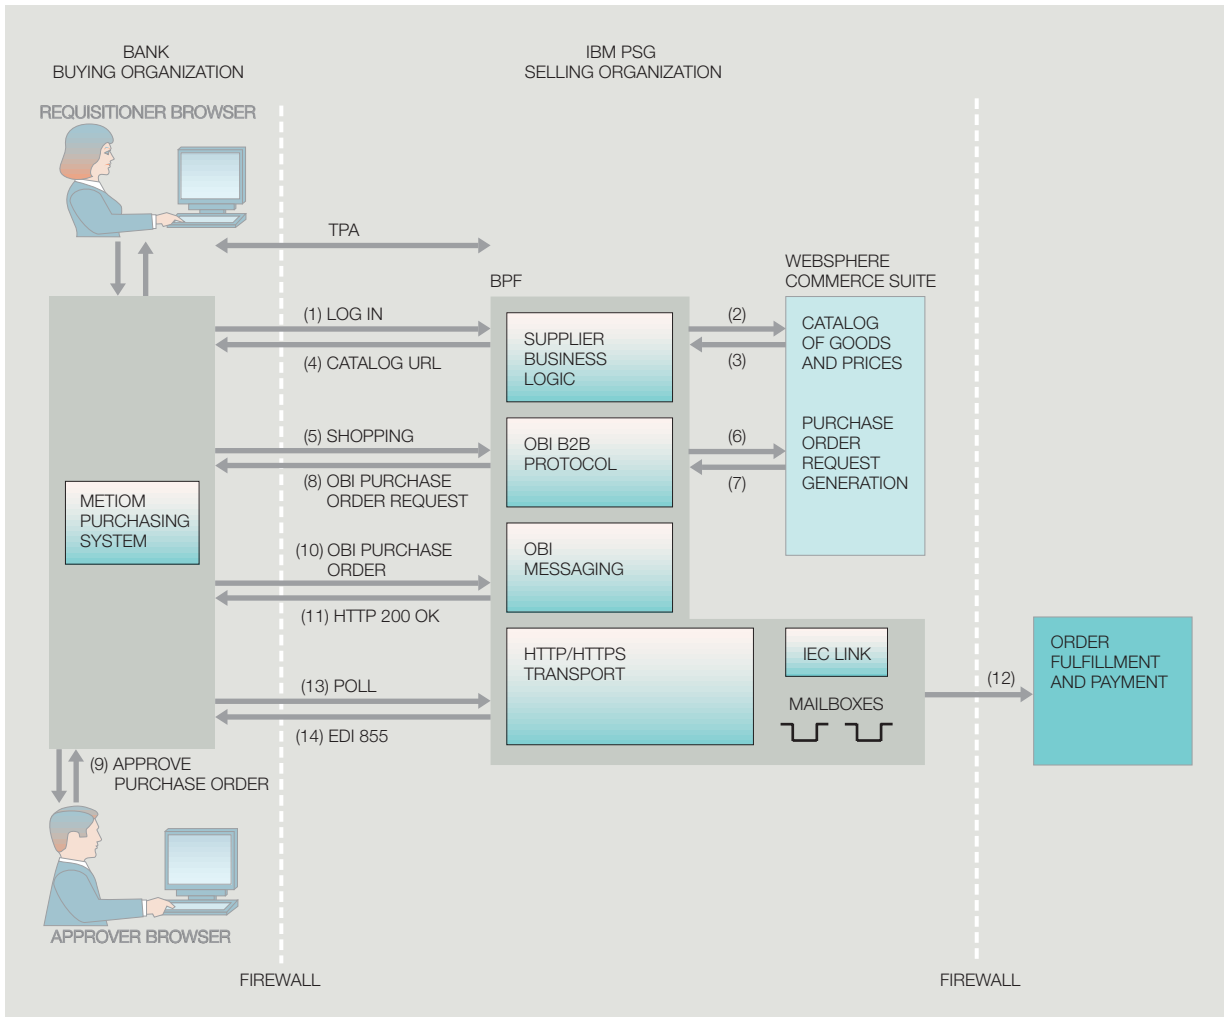 BANK
BUYING ORGANIZATION
IBM PSG
SELLING ORGANIZATION
REQUISITIONER BROWSER
TPA
BPF
WEBSPHERE
COMMERCE SUITE
(1) LOG IN
(4) CATALOG URL
SUPPLIER
BUSINESS
LOGIC
(2)
(3)
CATALOG
OF GOODS
AND PRICES
(5) SHOPPING
(8) OBI PURCHASE
ORDER REQUEST
OBI B2B
PROTOCOL
(6)
(7)
PURCHASE
ORDER
REQUEST
GENERATION
METIOM
PURCHASING
SYSTEM
(10) OBI PURCHASE
ORDER
(11) HTTP 200 OK
OBI
MESSAGING
HTTP/HTTPS
TRANSPORT
IEC LINK
MAILBOXES
(12)
ORDER
FULFILLMENT
AND PAYMENT
(13) POLL
(14) EDI 855
(9) APPROVE
PURCHASE ORDER
APPROVER BROWSER
FIREWALL
FIREWALL